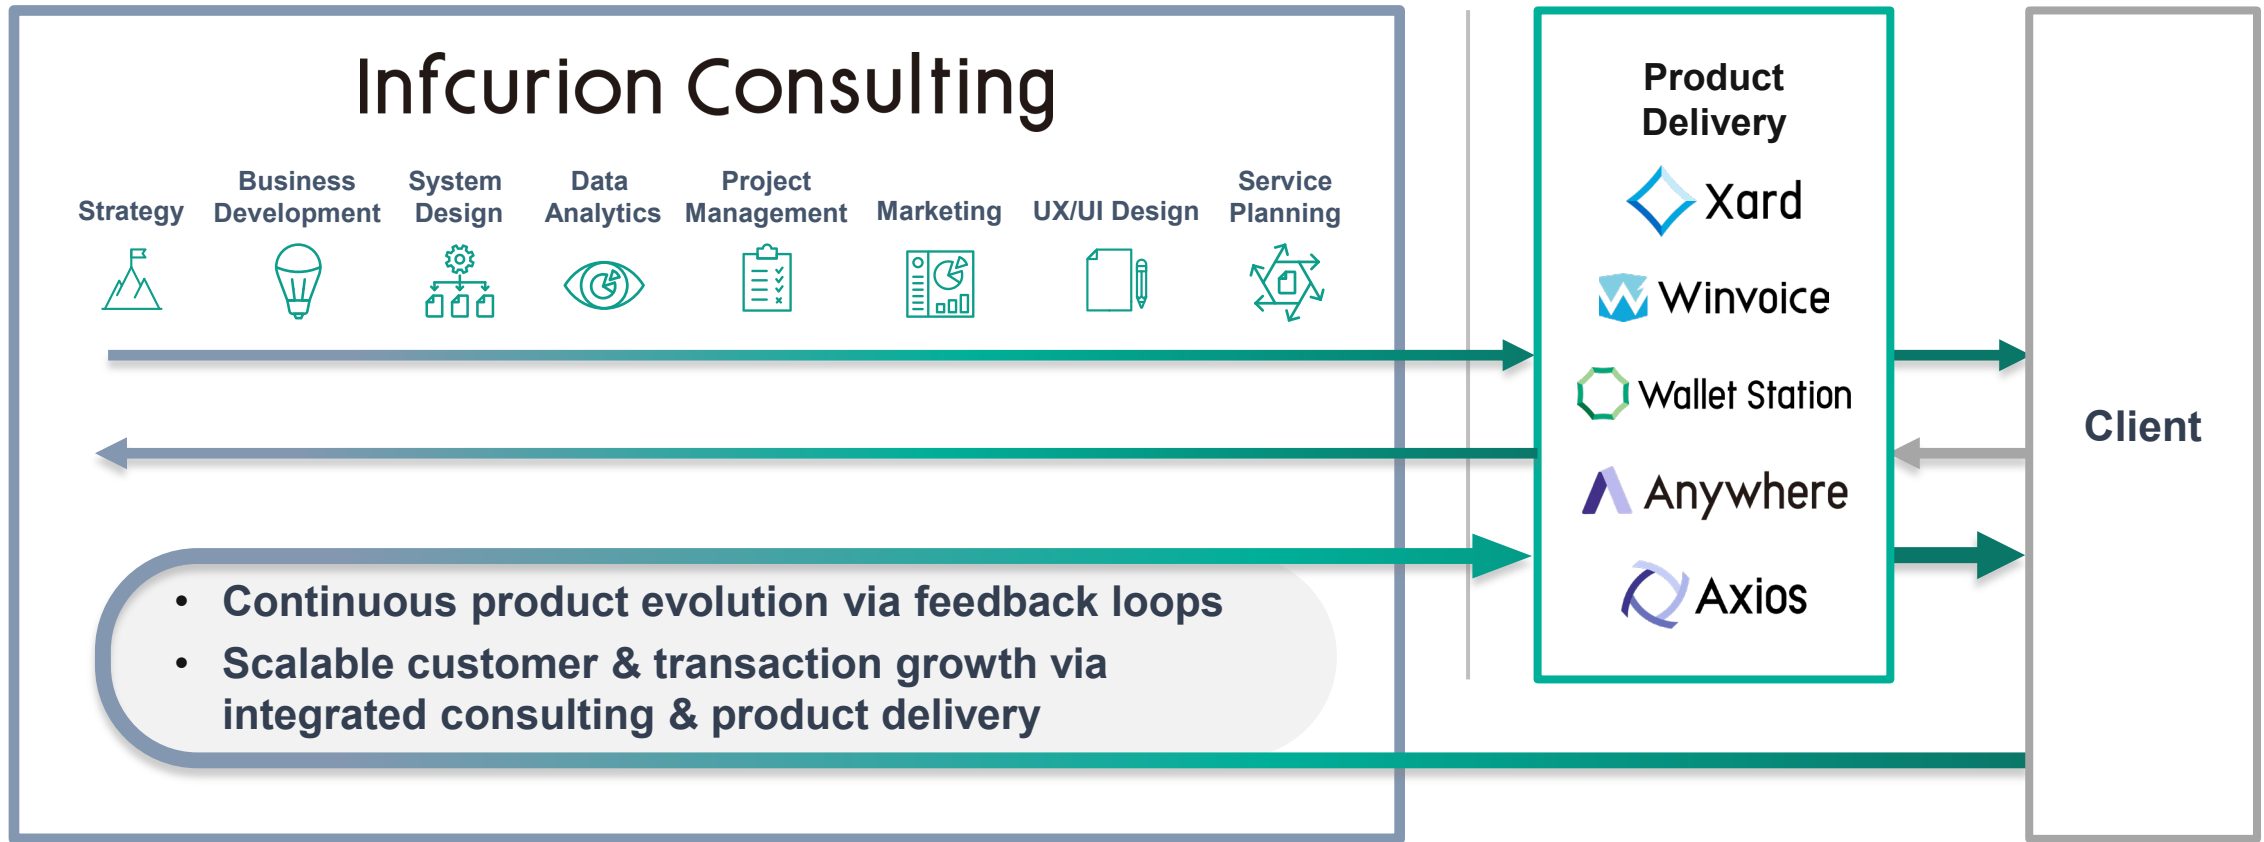 Infcurion Consulting
Strategy
Business
Development
System
Design
Data
Analytics
Project
Management
Marketing
UX/UI Design
Service
Planning
• Continuous product evolution via feedback loops
• Scalable customer & transaction growth via
integrated consulting & product delivery
Product
Delivery
Xard
Winvoice
Wallet Station
Anywhere
Axios
Client